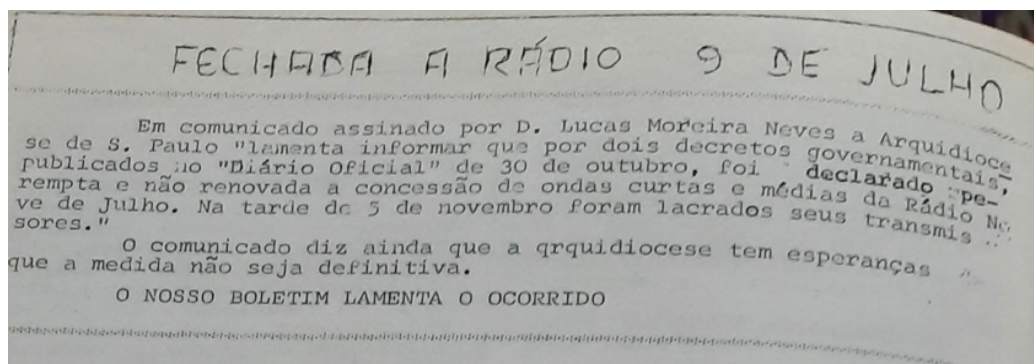 FECHADA A RÁDIO 9 DE JULHO
Em comunicado assinado por D. Lucas Moreira Neves a Arquidioce
se de S. Paulo "lamenta informar que por dois decretos governamentais,
publicados no "Diário Oficial" de 30 de outubro, foi declarado "pe-
rempta e não renovada a concessão de ondas curtas e médias da Rádio No
ve de Julho. Na tarde de 5 de novembro foram lacrados seus transmis
sores."
O comunicado diz ainda que a qrquidiocese tem esperanças
que a medida não seja definitiva.
O NOSSO BOLETIM LAMENTA O OCORRIDO